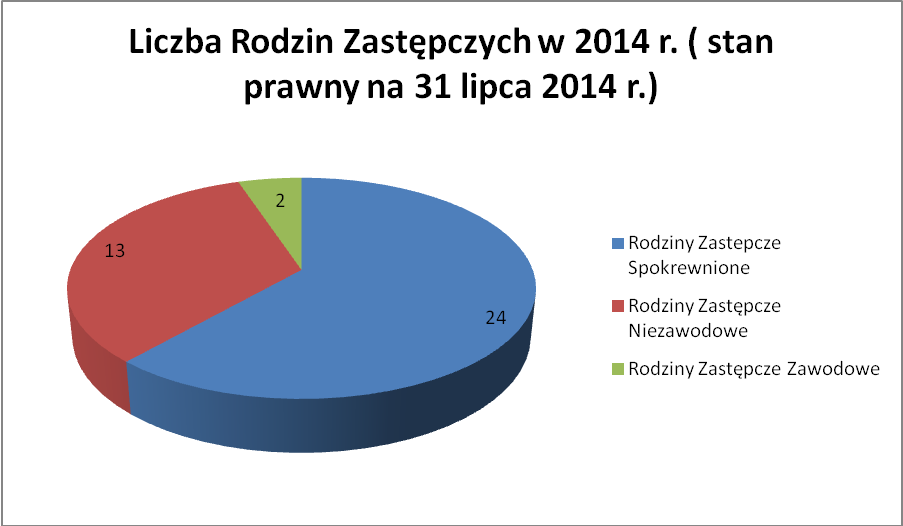 Liczba Rodzin Zastępczych w 2014 r. ( stan
prawny na 31 lipca 2014 r.)
2
13
24
Rodziny Zastepcze
Spokrewnione
Rodziny Zastępcze
Niezawodowe
Rodziny Zastępcze Zawodowe